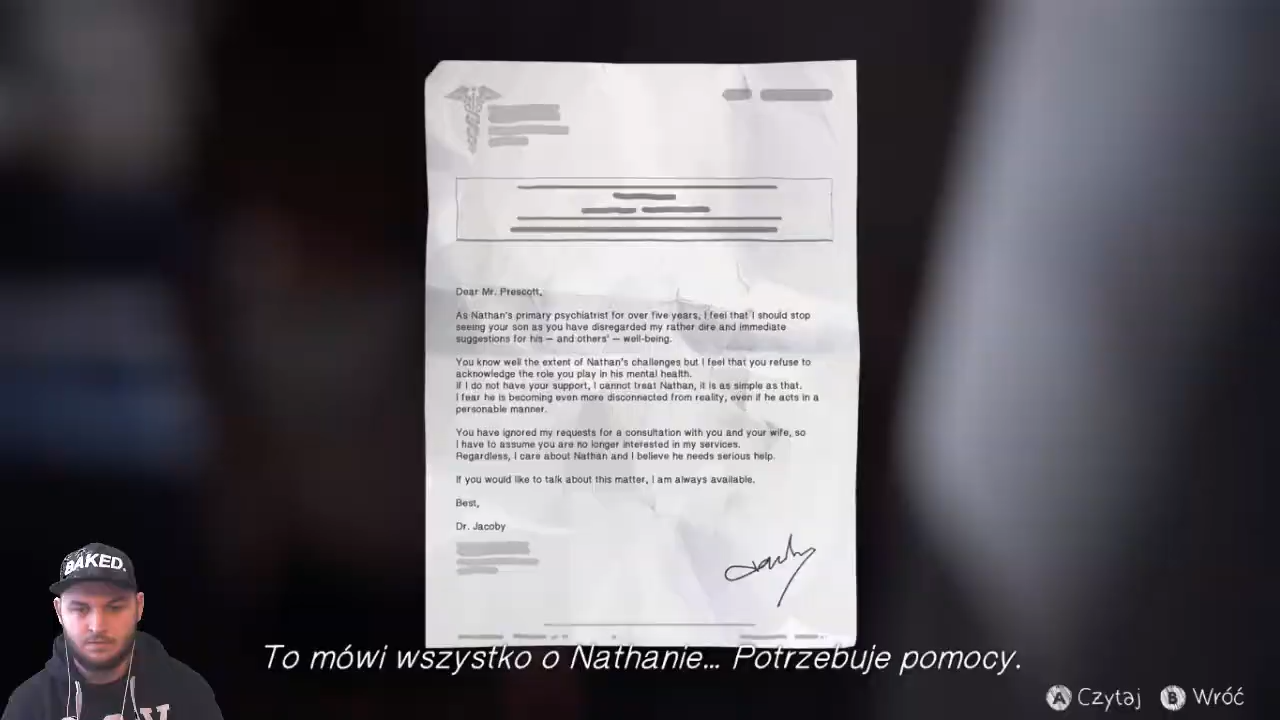 Dear Mr. Prescott,
As Nathan's primary psychiatrist for over five years, I feel that I should stop
seeing your son as you have disregarded my rather dire and immediate
suggestions for his — and others' — well-being.
You know well the extent of Nathan's challenges but I feel that you refuse to
acknowledge the role you play in his mental health.
If I do not have your support, I cannot treat Nathan, it is as simple as that.
I fear he is becoming even more disconnected from reality, even if he acts in a
personable manner.
You have ignored my requests for a consultation with you and your wife, so
I have to assume you are no longer interested in my services.
Regardless, I care about Nathan and I believe he needs serious help.
If you would like to talk about this matter, I am always available.
Best,
Dr. Jacoby
BAKED.
To mówi wszystko o Nathanie... Potrzebuje pomocy.
A Czytaj B Wróć